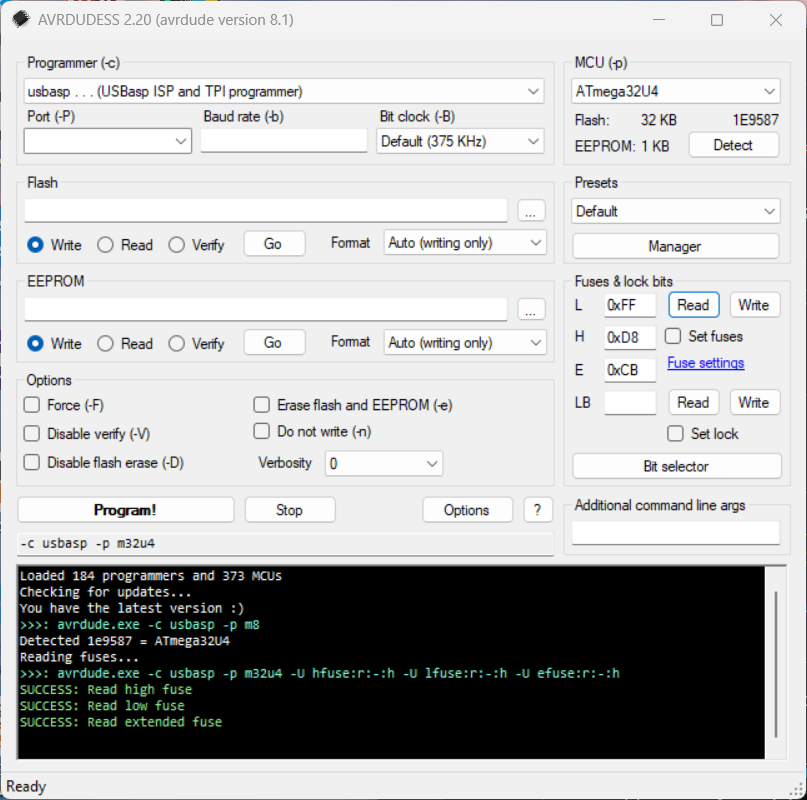 AVRDUDESS 2.20 (avrdude version 8.1)
Programmer (-c)
usbasp . . . (USBasp ISP and TPI programmer)
Port (-P)
Baud rate (-b)
Bit clock (-B)
Default (375 KHz)
MCU (-p)
ATmega32U4
Flash: 32 KB 1E9587
EEPROM: 1 KB Detect
Flash
...
Write Read Verify Go Format Auto (writing only)
Presets
Default
Manager
EEPROM
...
Write Read Verify Go Format Auto (writing only)
Fuses & lock bits
L 0xFF Read Write
H 0xD8 Set fuses
E 0xCB Fuse settings
LB Read Write
Set lock
Bit selector
Options
Force (-F) Erase flash and EEPROM (-e)
Disable verify (-V) Do not write (-n)
Disable flash erase (-D) Verbosity 0
Program! Stop Options ?
Additional command line args
-c usbasp -p m32u4
Loaded 184 programmers and 373 MCUs
Checking for updates...
You have the latest version :)
>>>: avrdude.exe -c usbasp -p m8
Detected 1e9587 = ATmega32U4
Reading fuses...
>>>: avrdude.exe -c usbasp -p m32u4 -U hfuse:r:-:h -U lfuse:r:-:h -U efuse:r:-:h
SUCCESS: Read high fuse
SUCCESS: Read low fuse
SUCCESS: Read extended fuse
Ready